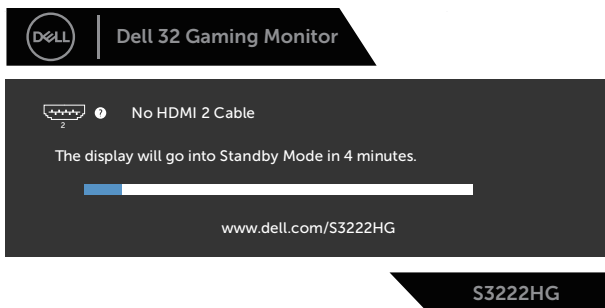 DELL
Dell 32 Gaming Monitor
? No HDMI 2 Cable
2
The display will go into Standby Mode in 4 minutes.
www.dell.com/S3222HG
S3222HG